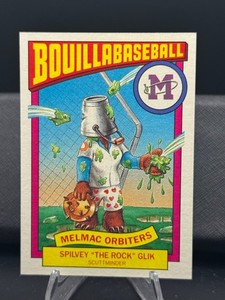 BOUILLABASEBALL
M
MELMAC ORBITERS
SPILVEY "THE ROCK" GLIK
SCUTTMINDER